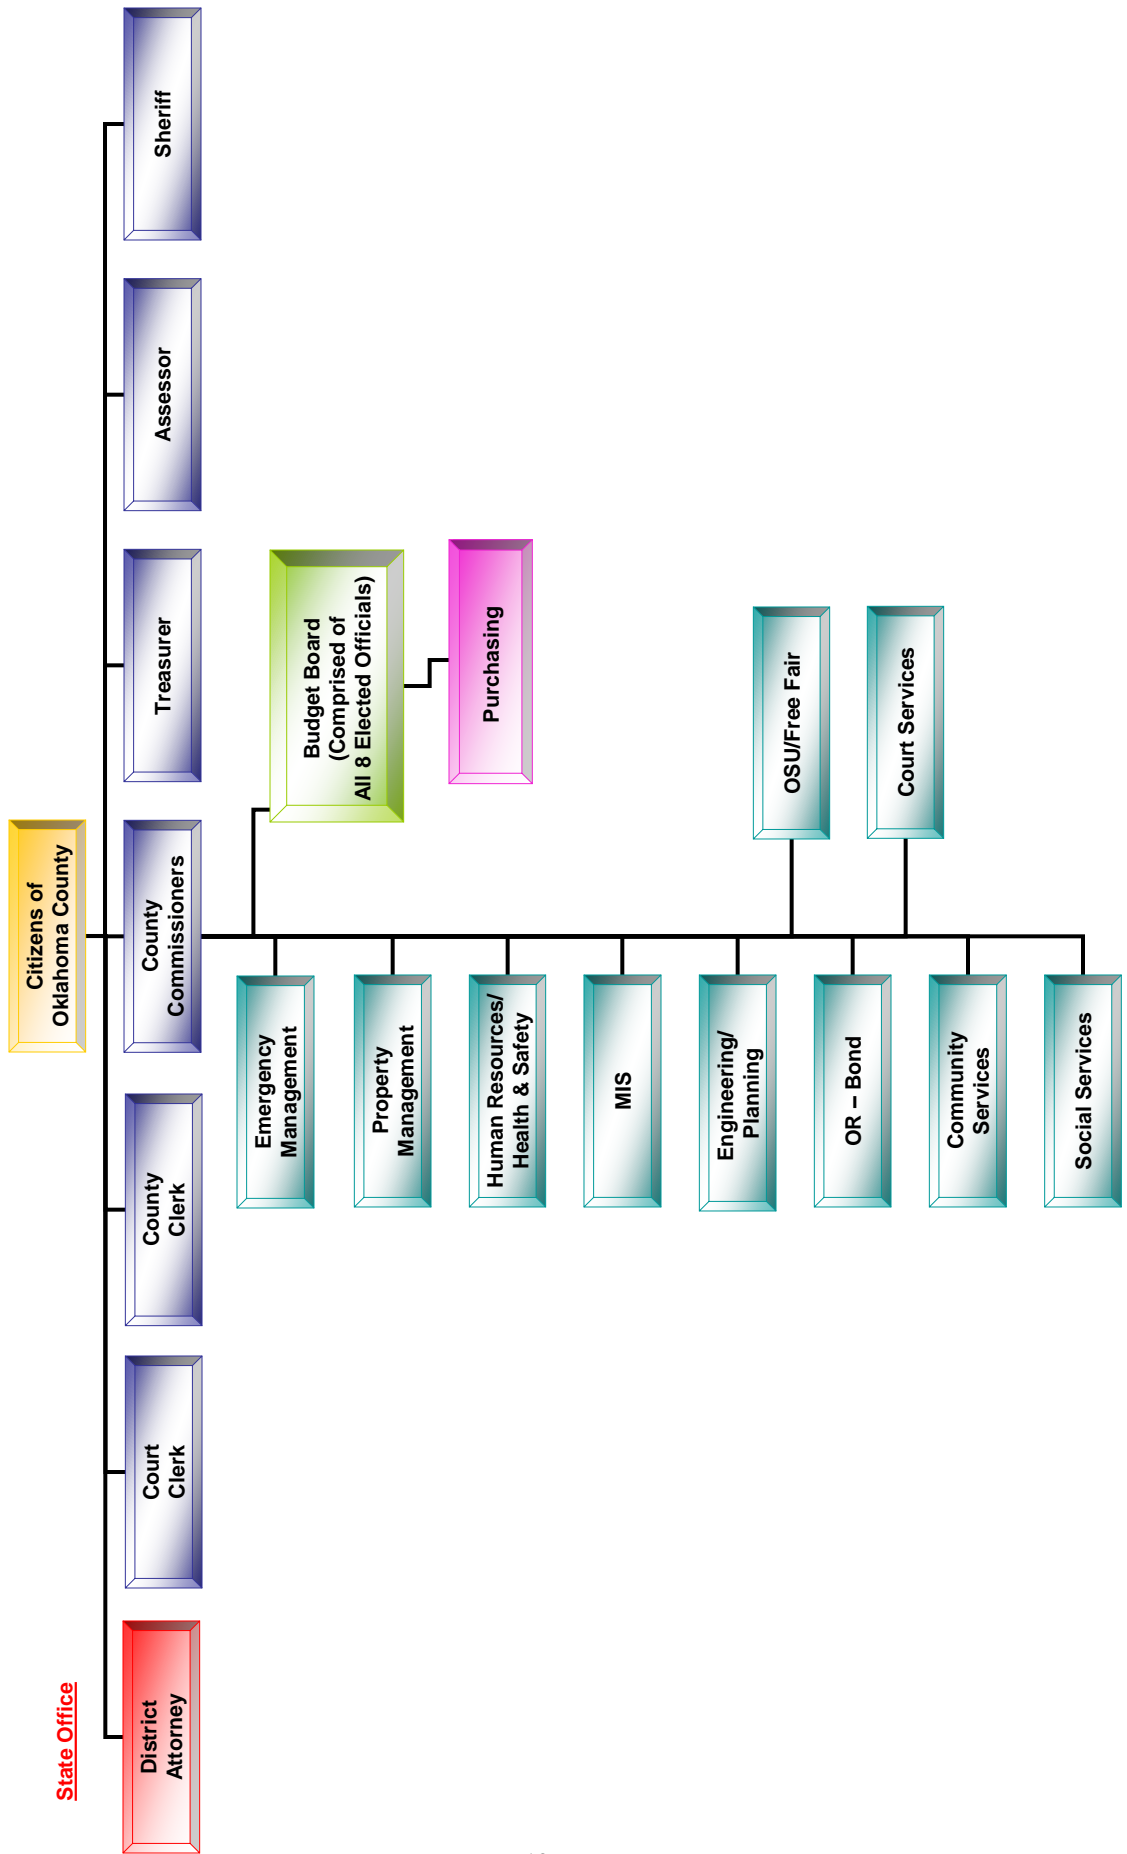 Citizens of
Oklahoma County
State Office
District
Attorney
Court
Clerk
County
Clerk
County
Commissioners
Treasurer
Assessor
Sheriff
Budget Board
(Comprised of
All 8 Elected Officials)
Purchasing
Emergency
Management
Property
Management
Human Resources/
Health & Safety
MIS
Engineering/
Planning
OSU/Free Fair
OR – Bond
Court Services
Community
Services
Social Services